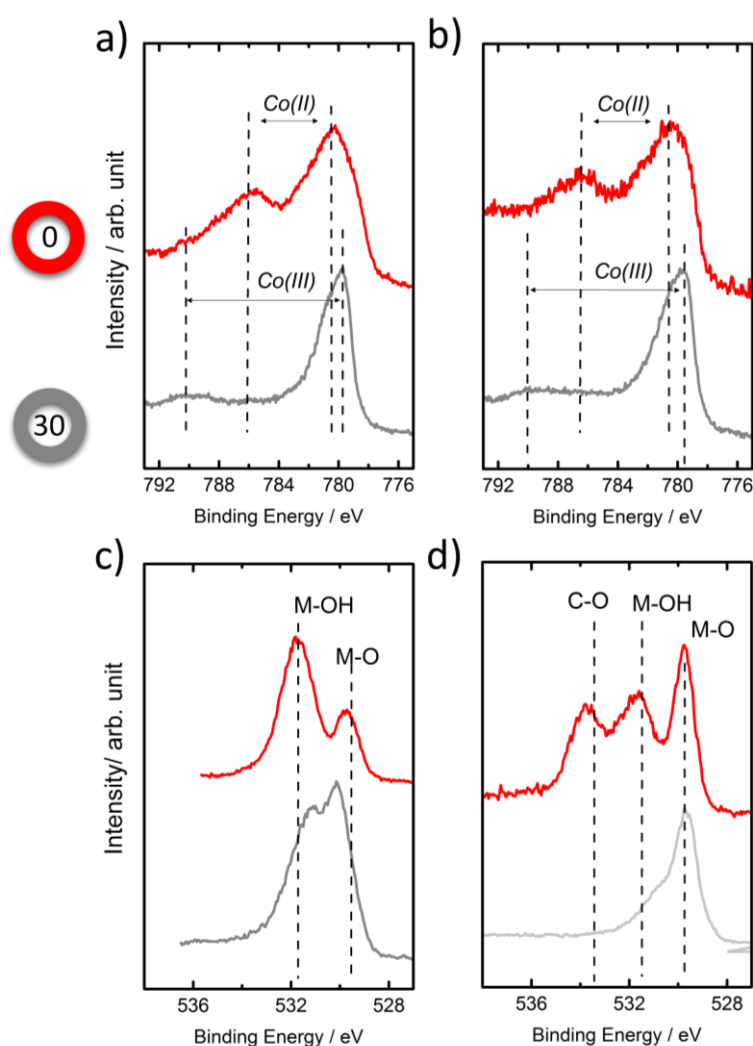 a)
b)
Co(II)
Co(II)
Co(III)
Co(III)
0
30
Intensity / arb. unit
792 788 784 780 776
792 788 784 780 776
Binding Energy / eV
Binding Energy / eV
c)
d)
M-OH
M-O
C-O
M-OH
M-O
Intensity/ arb. unit
536 532 528
536 532 528
Binding Energy / eV
Binding Energy / eV